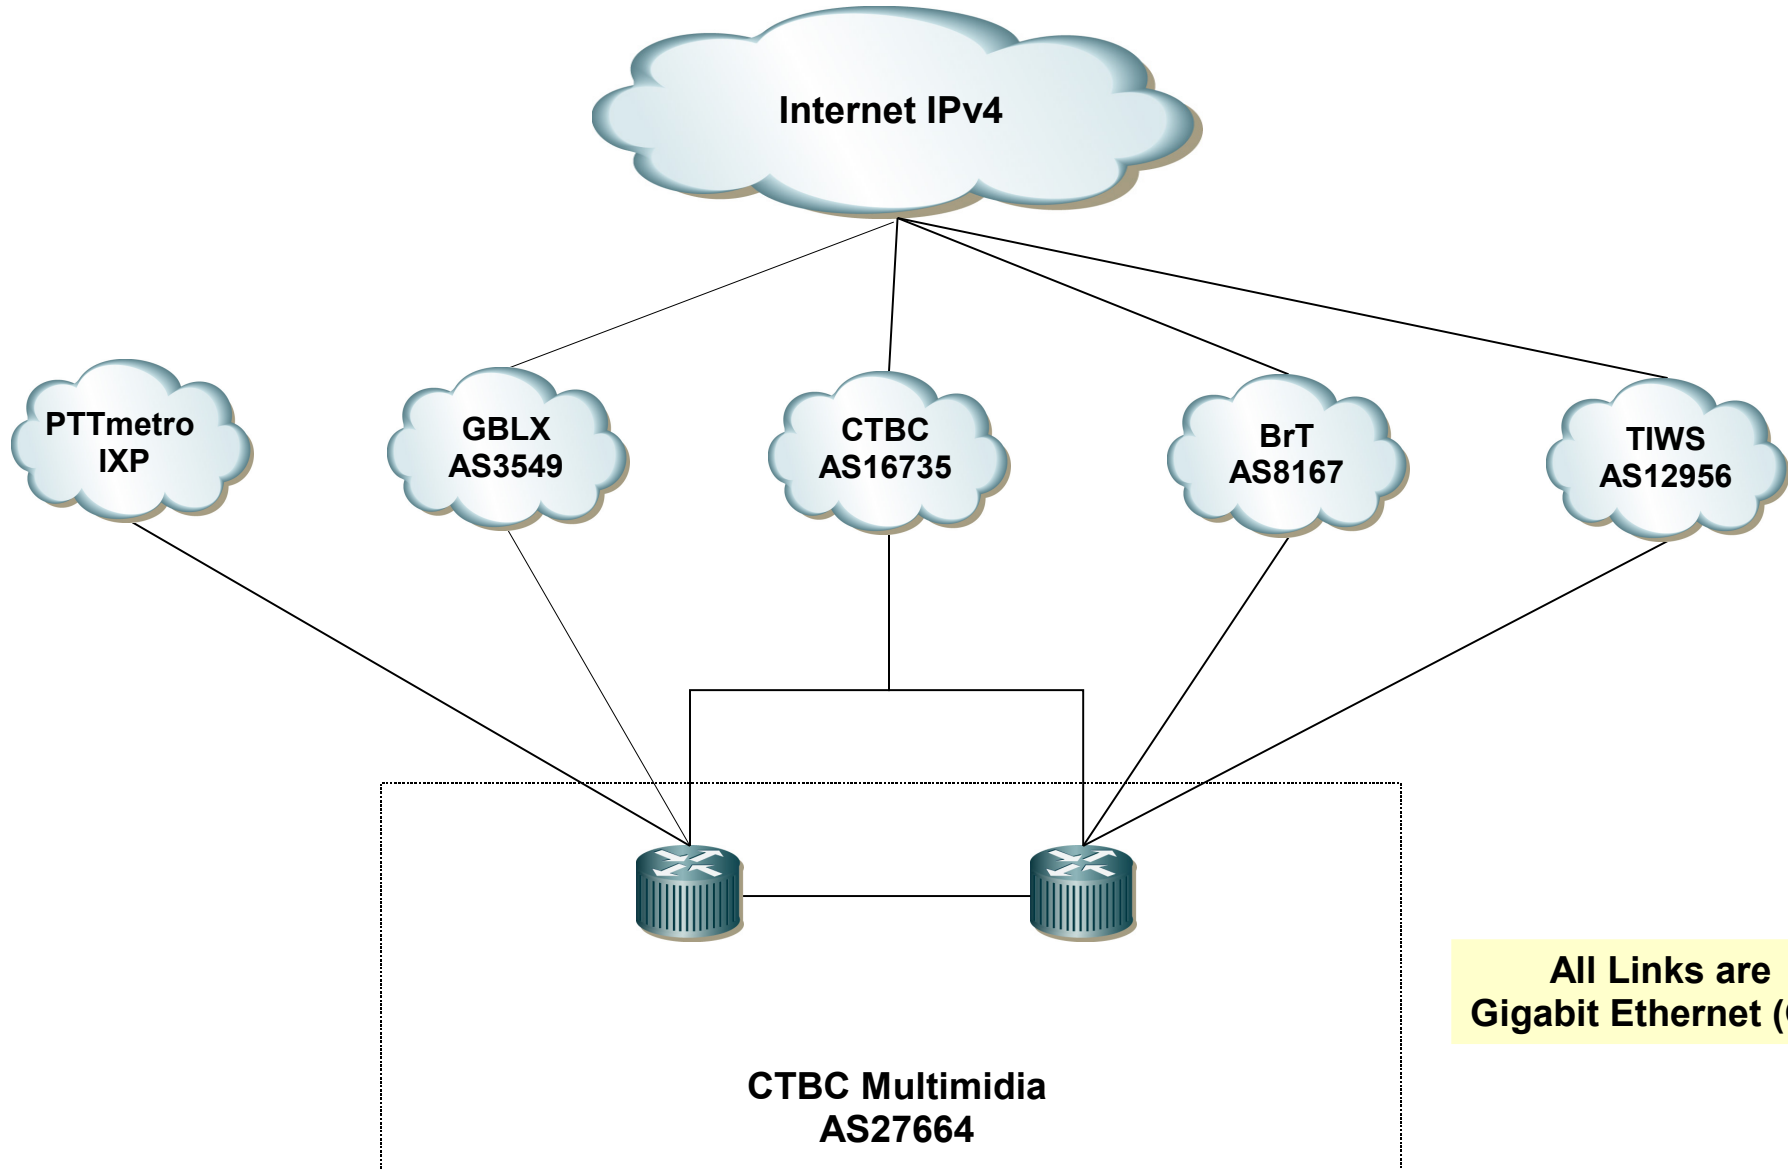 Internet IPv4
PTTmetro
IXP
GBLX
AS3549
CTBC
AS16735
BrT
AS8167
TIWS
AS12956
All Links are
Gigabit Ethernet
CTBC Multimidia
AS27664